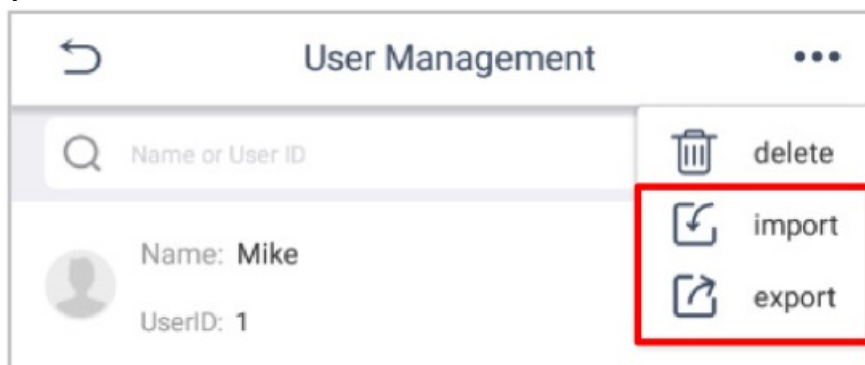 User Management
Name or User ID
delete
import
export
Name: Mike
UserID: 1